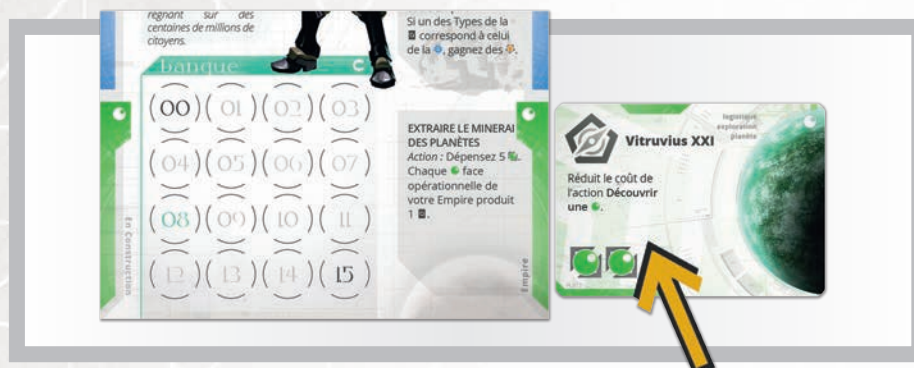 regnant sur des
centaines de millions de
citoyens.
Si un des Types de la
correspond à celui
de la , gagnez des .
banque
C
00 01 02 03
04 05 06 07
08 09 10 11
12 13 14 15
En Construction
EXTRAIRE LE MINERAI
DES PLANÈTES
Action : Dépensez 5 .
Chaque face
opérationnelle de
votre Empire produit
1 .
Empire
logistique
exploration
planète
Vitruvius XXI
Réduit le coût de
l'action Découvrir
une .